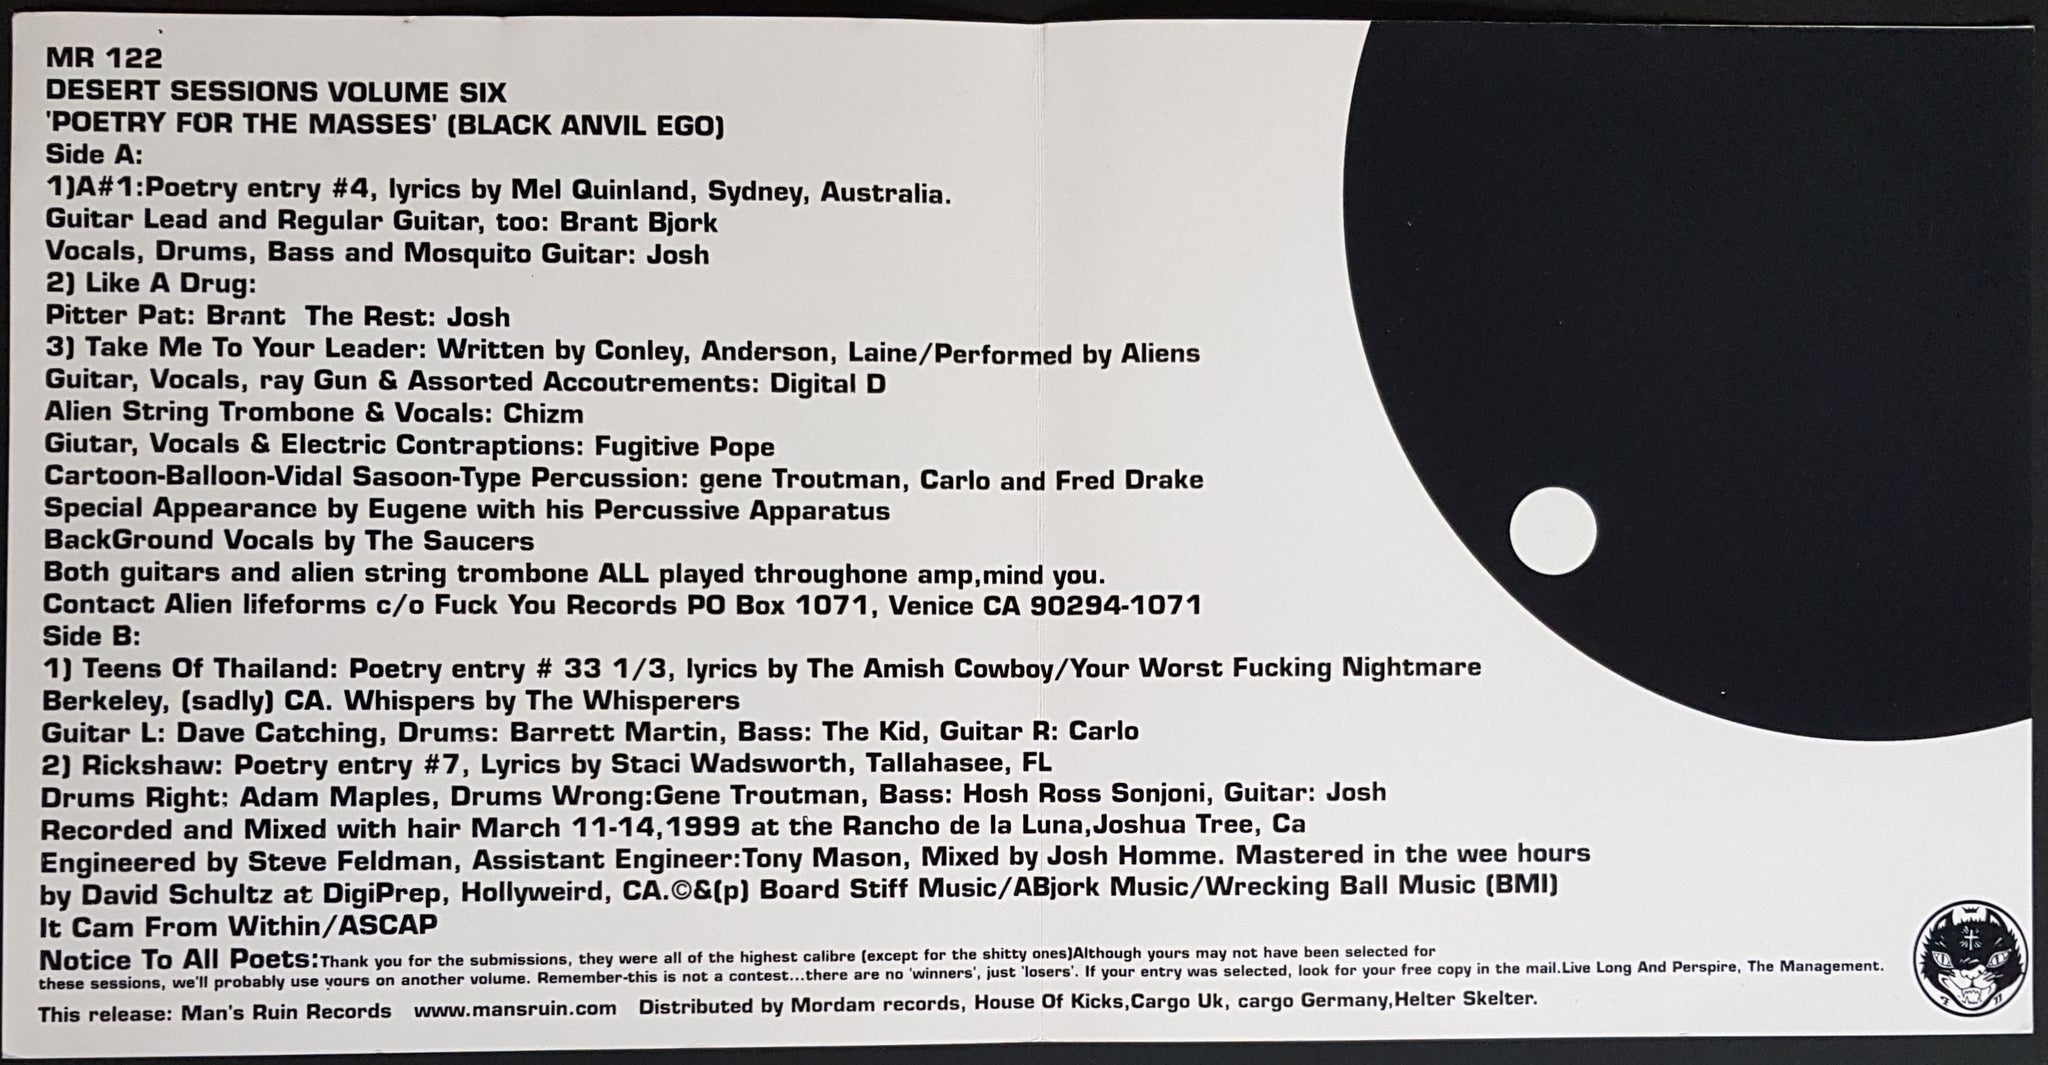 MR 122
DESERT SESSIONS VOLUME SIX
'POETRY FOR THE MASSES' (BLACK ANVIL EGO)
Side A:
1)A#1:Poetry entry #4, lyrics by Mel Quinland, Sydney, Australia.
Guitar Lead and Regular Guitar, too: Brant Bjork
Vocals, Drums, Bass and Mosquito Guitar: Josh
2) Like A Drug:
Pitter Pat: Brant  The Rest: Josh
3) Take Me To Your Leader: Written by Conley, Anderson, Laine/Performed by Aliens
Guitar, Vocals, ray Gun & Assorted Accoutrements: Digital D
Alien String Trombone & Vocals: Chizm
Giutar, Vocals & Electric Contraptions: Fugitive Pope
Cartoon-Balloon-Vidal Sasoon-Type Percussion: gene Troutman, Carlo and Fred Drake
Special Appearance by Eugene with his Percussive Apparatus
BackGround Vocals by The Saucers
Both guitars and alien string trombone ALL played throughone amp,mind you.
Contact Alien lifeforms c/o Fuck You Records PO Box 1071, Venice CA 90294-1071
Side B:
1) Teens Of Thailand: Poetry entry # 33 1/3, lyrics by The Amish Cowboy/Your Worst Fucking Nightmare
Berkeley, (sadly) CA. Whispers by The Whisperers
Guitar L: Dave Catching, Drums: Barrett Martin, Bass: The Kid, Guitar R: Carlo
2) Rickshaw: Poetry entry #7, Lyrics by Staci Wadsworth, Tallahasee, FL
Drums Right: Adam Maples, Drums Wrong:Gene Troutman, Bass: Hosh Ross Sonjoni, Guitar: Josh
Recorded and Mixed with hair March 11-14,1999 at the Rancho de la Luna,Joshua Tree, Ca
Engineered by Steve Feldman, Assistant Engineer:Tony Mason, Mixed by Josh Homme. Mastered in the wee hours
by David Schultz at DigiPrep, Hollyweird, CA.©&(p) Board Stiff Music/ABjork Music/Wrecking Ball Music (BMI)
It Cam From Within/ASCAP
Notice To All Poets:Thank you for the submissions, they were all of the highest calibre (except for the shitty ones)Although yours may not have been selected for
these sessions, we'll probably use yours on another volume. Remember-this is not a contest...there are no 'winners', just 'losers'. If your entry was selected, look for your free copy in the mail.Live Long And Perspire, The Management.
This release: Man's Ruin Records  www.mansruin.com  Distributed by Mordam records, House Of Kicks,Cargo Uk, cargo Germany,Helter Skelter.